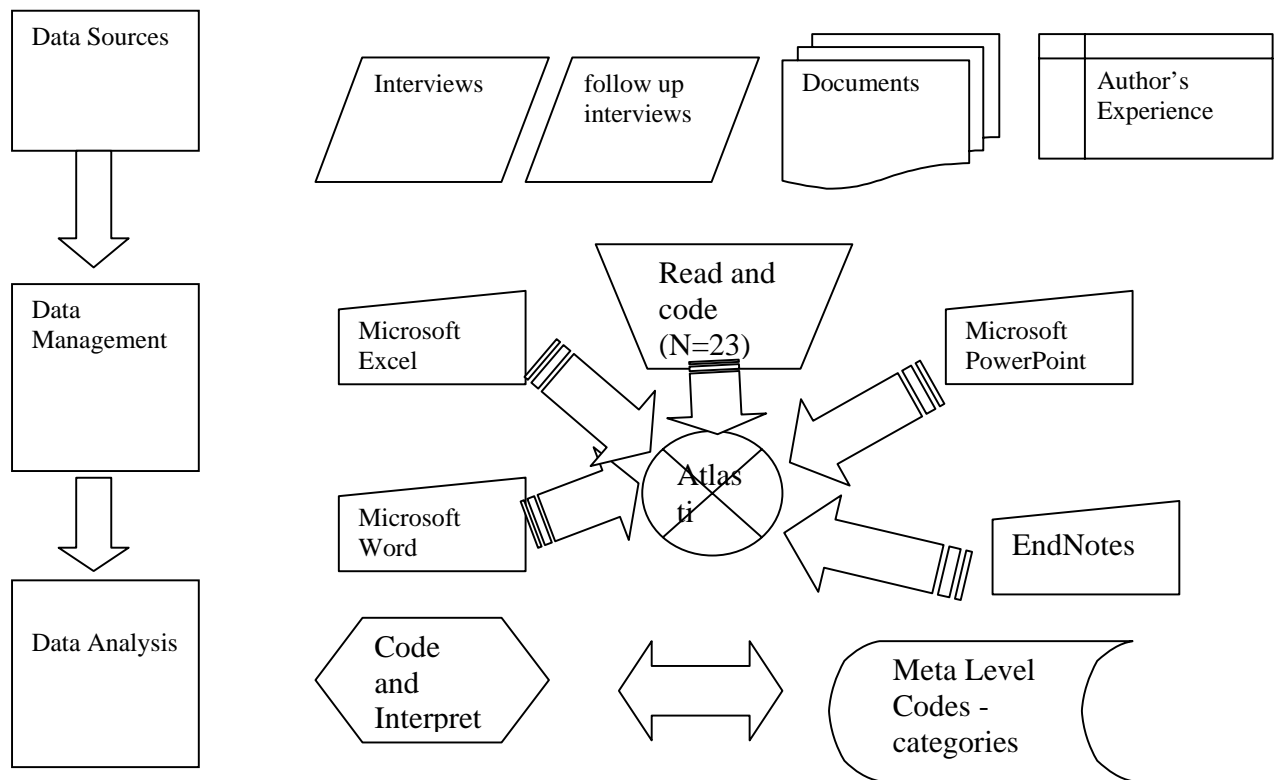 Data Sources
Interviews
follow up
interviews
Documents
Author’s
Experience
Data
Management
Microsoft
Excel
Read and
code
(N=23)
Microsoft
PowerPoint
Atlas
ti
Microsoft
Word
EndNotes
Data Analysis
Code
and
Interpret
Meta Level
Codes -
categories